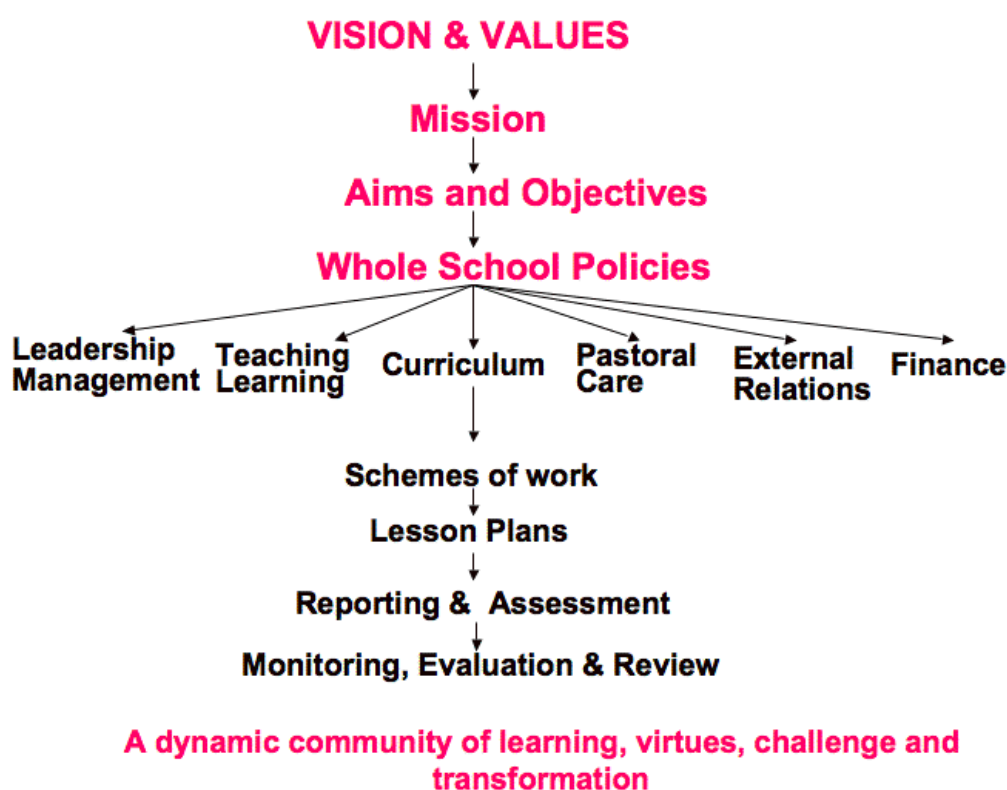 VISION & VALUES
Mission
Aims and Objectives
Whole School Policies
Leadership
Management
Teaching
Learning
Curriculum
Pastoral
Care
External
Relations
Finance
Schemes of work
Lesson Plans
Reporting & Assessment
Monitoring, Evaluation & Review
A dynamic community of learning, virtues, challenge and
transformation